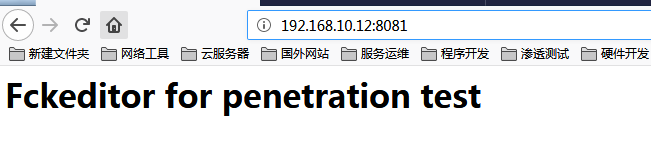 192.168.10.12:8081
新建文件夹 网络工具 云服务器 国外网站 服务运维 程序开发 渗透测试 硬件开发
Fckeditor for penetration test